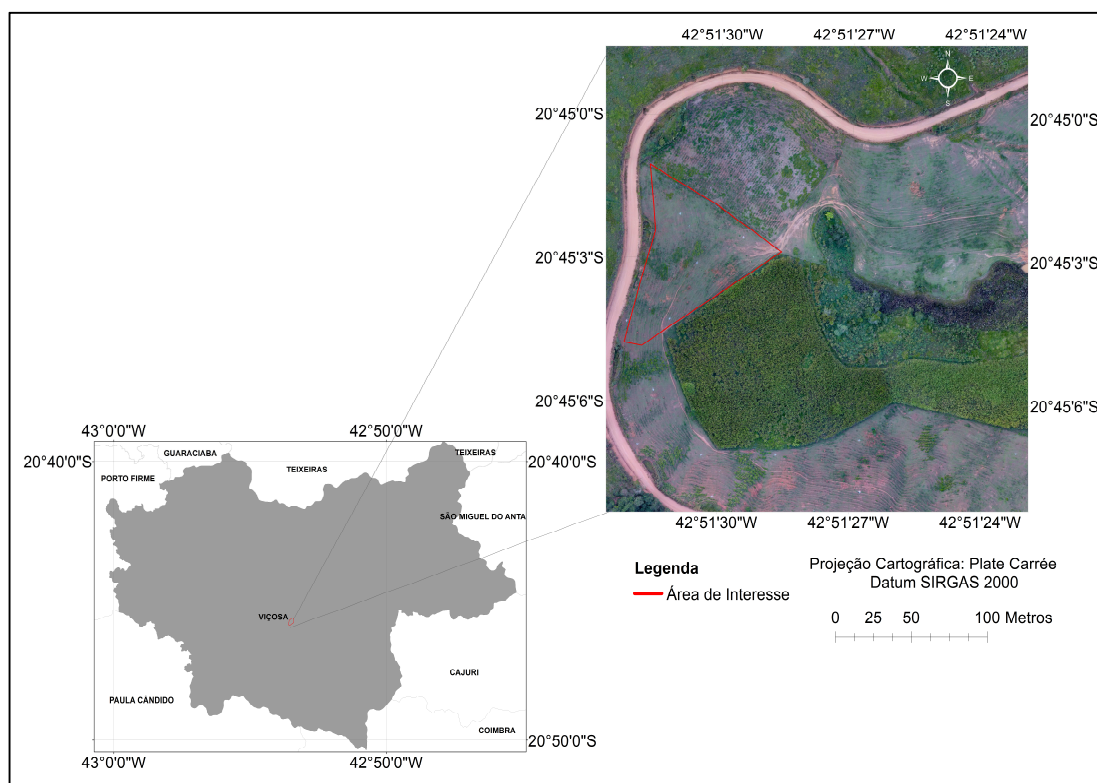 42°51'30"W 42°51'27"W 42°51'24"W
N
W E
S
20°45'0"S 20°45'0"S
20°45'3"S 20°45'3"S
20°45'6"S 20°45'6"S
42°51'30"W 42°51'27"W 42°51'24"W
43°0'0"W 42°50'0"W
20°40'0"S 20°40'0"S
GUARACIABA
TEIXEIRAS
TEIXEIRAS
PORTO FIRME
SÃO MIGUEL DO ANTA
VIÇOSA
CAJURI
PAULA CÂNDIDO
COIMBRA
20°50'0"S 20°50'0"S
43°0'0"W 42°50'0"W
Legenda
Área de Interesse
Projeção Cartográfica: Plate Carrée
Datum SIRGAS 2000
0 25 50 100 Metros